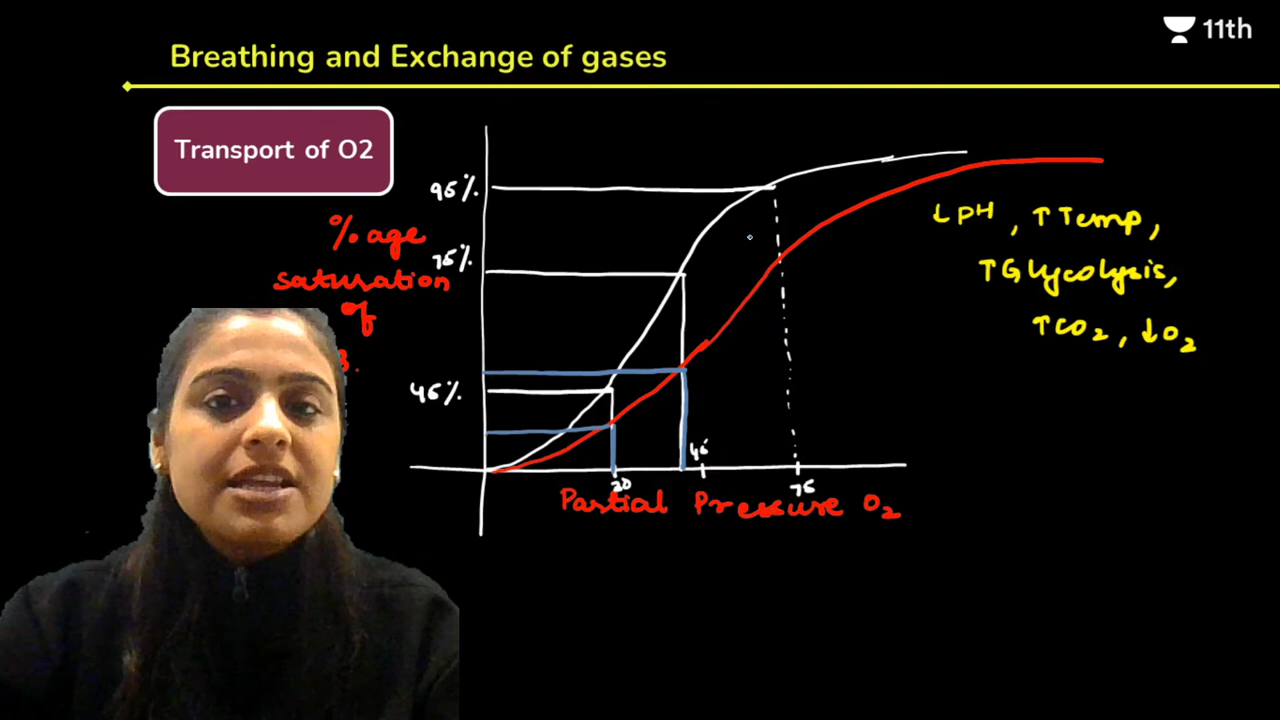 11th
Breathing and Exchange of gases
Transport of O2
95%.
% age
75%.
saturation
of
45%.
↓PH, ↑Temp,
↑Glycolysis,
↑CO2, ↓O2
20
45
75
Partial Pressure O2